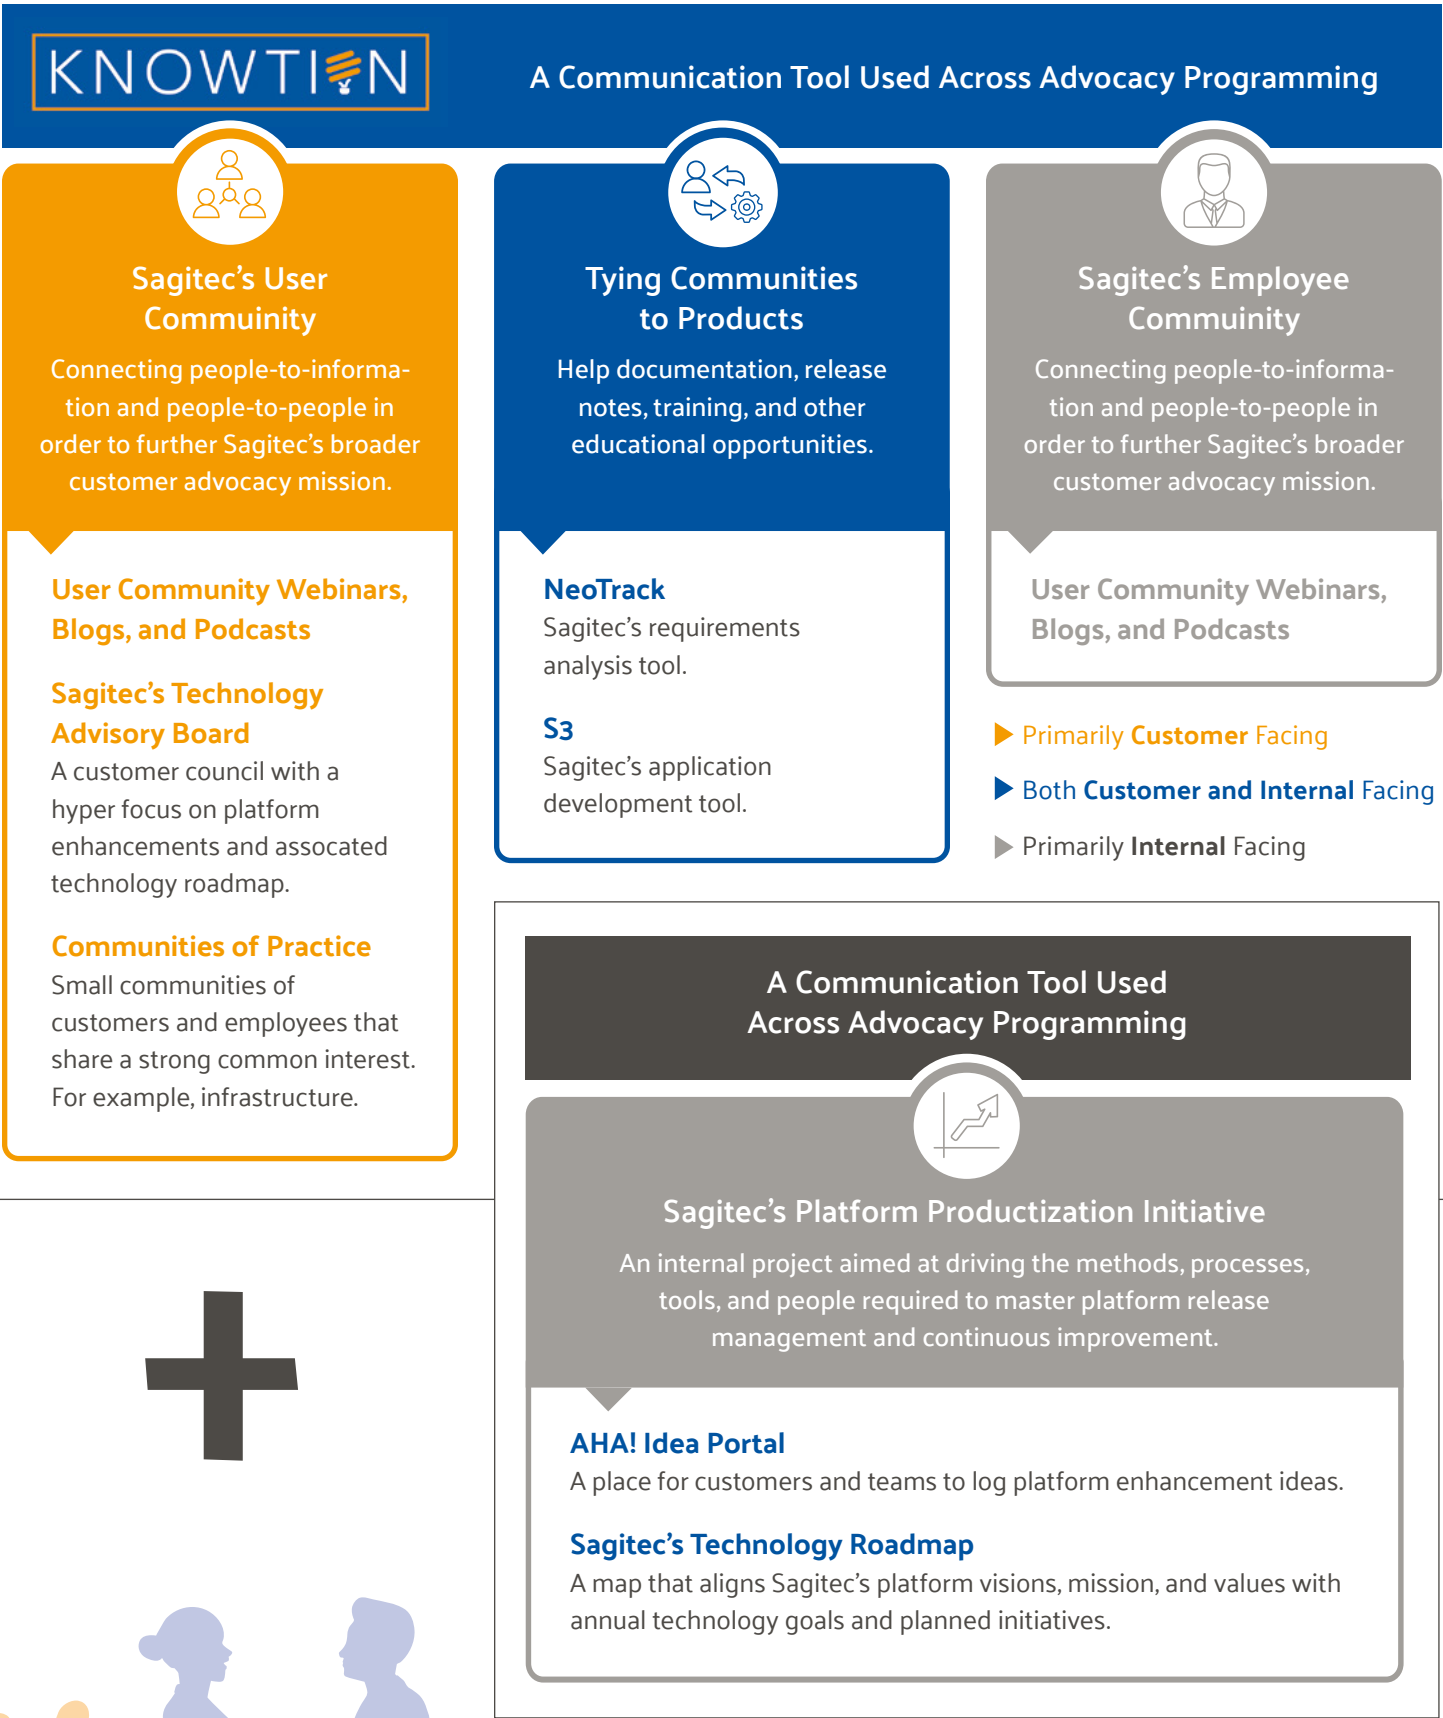 KNOWTION
A Communication Tool Used Across Advocacy Programming
Sagitec's User
Commuinity
Connecting people-to-informa-
tion and people-to-people in
order to further Sagitec's broader
customer advocacy mission.
User Community Webinars,
Blogs, and Podcasts
Sagitec's Technology
Advisory Board
A customer council with a
hyper focus on platform
enhancements and assocated
technology roadmap.
Communities of Practice
Small communities of
customers and employees that
share a strong common interest.
For example, infrastructure.
Tying Communities
to Products
Help documentation, release
notes, training, and other
educational opportunities.
NeoTrack
Sagitec's requirements
analysis tool.
S3
Sagitec's application
development tool.
Sagitec's Employee
Commuinity
Connecting people-to-informa-
tion and people-to-people in
order to further Sagitec's broader
customer advocacy mission.
User Community Webinars,
Blogs, and Podcasts
Primarily Customer Facing
Both Customer and Internal Facing
Primarily Internal Facing
A Communication Tool Used
Across Advocacy Programming
Sagitec's Platform Productization Initiative
An internal project aimed at driving the methods, processes,
tools, and people required to master platform release
management and continuous improvement.
AHA! Idea Portal
A place for customers and teams to log platform enhancement ideas.
Sagitec's Technology Roadmap
A map that aligns Sagitec's platform visions, mission, and values with
annual technology goals and planned initiatives.